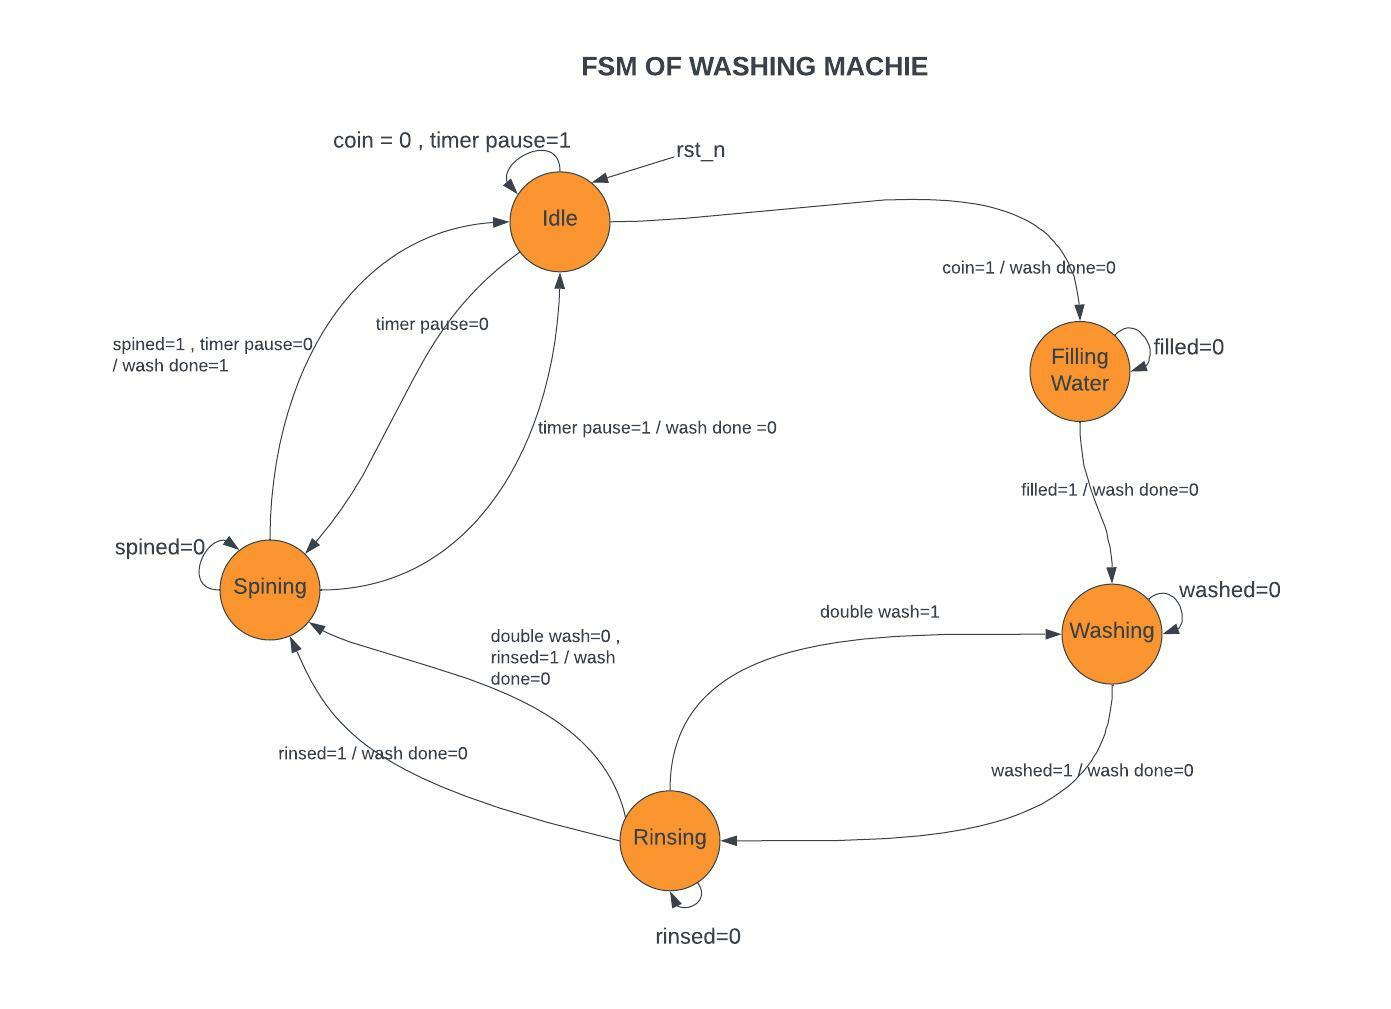 FSM OF WASHING MACHIE
coin = 0 , timer pause=1
rst_n
Idle
coin=1 / wash done=0
timer pause=0
spined=1 , timer pause=0
/ wash done=1
Filling
Water
filled=0
timer pause=1 / wash done =0
filled=1 / wash done=0
spined=0
Spining
washed=0
double wash=1
Washing
double wash=0 ,
rinsed=1 / wash
done=0
rinsed=1 / wash done=0
washed=1 / wash done=0
Rinsing
rinsed=0